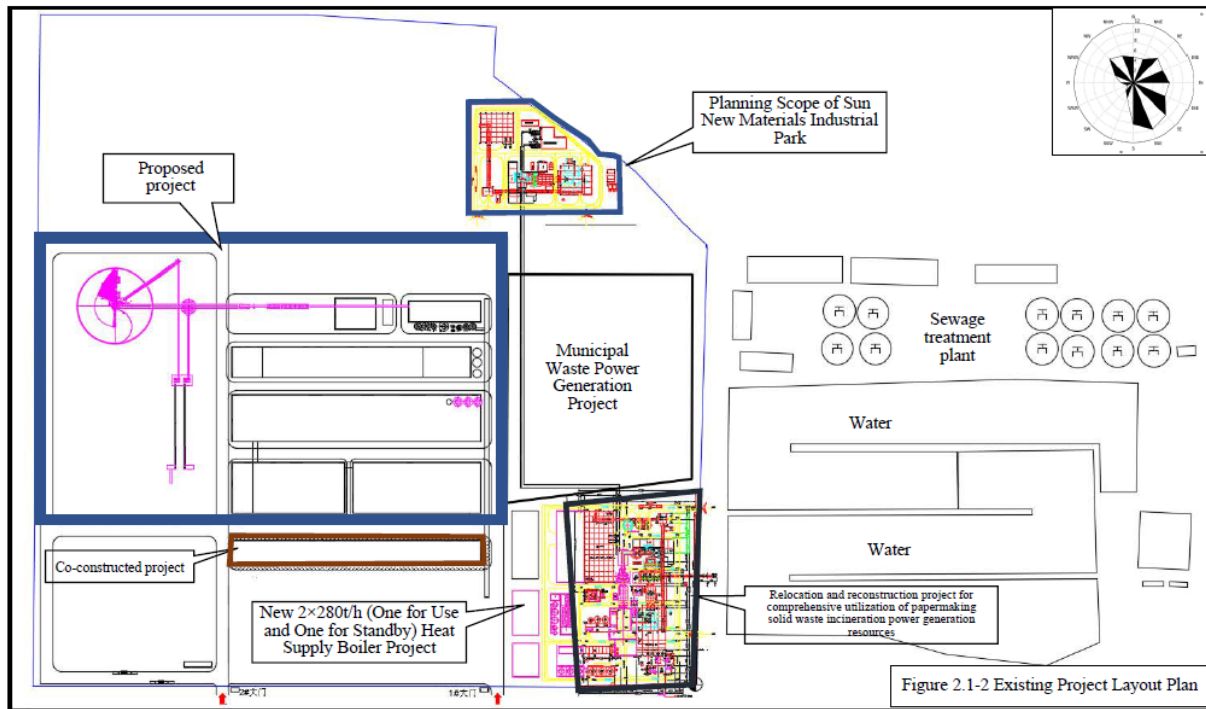 N
Planning Scope of Sun
New Materials Industrial
Park
Proposed
project
Municipal
Waste Power
Generation
Project
Sewage
treatment
plant
Water
Water
Co-constructed project
New 2×280t/h (One for Use
and One for Standby) Heat
Supply Boiler Project
Relocation and reconstruction project for
comprehensive utilization of papermaking
solid waste incineration power generation
resources
2#大门
1#大门
Figure 2.1-2 Existing Project Layout Plan